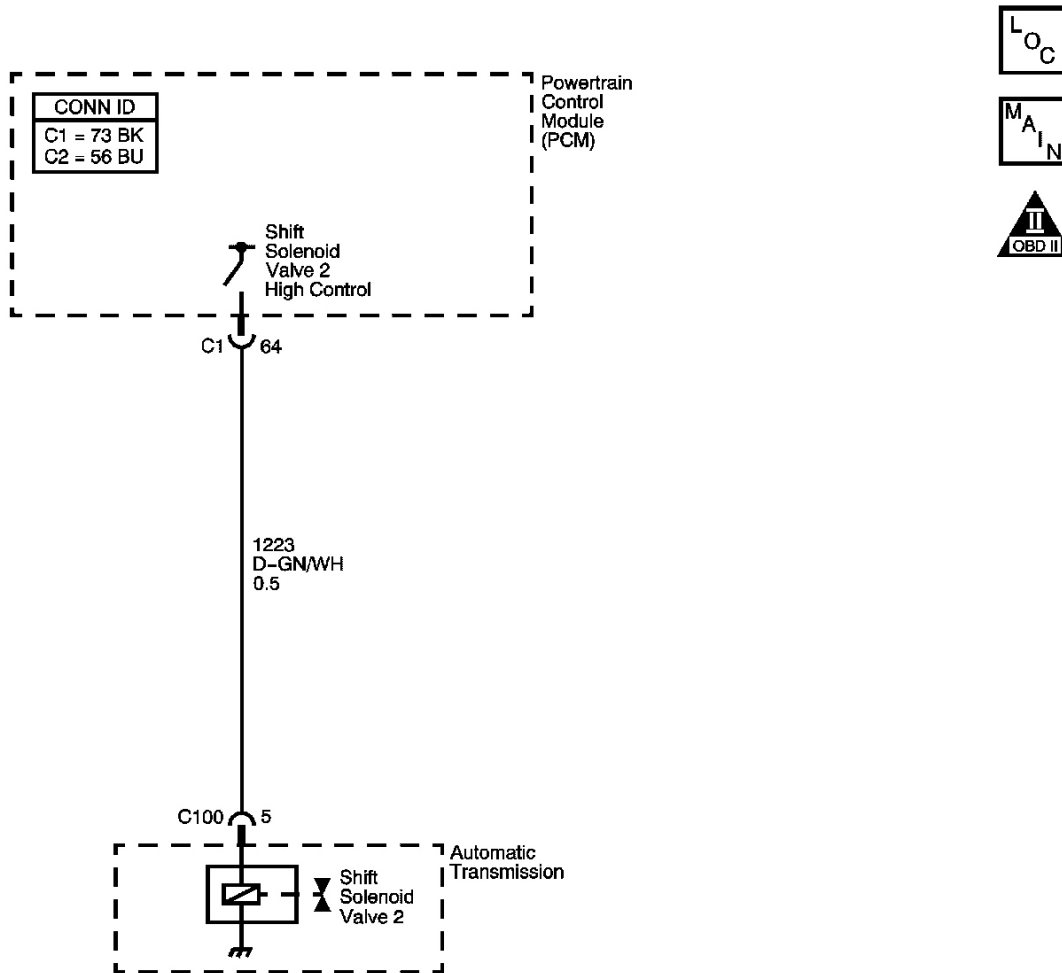 LOC
Powertrain
Control
Module
(PCM)
CONN ID
C1 = 73 BK
C2 = 56 BU
MAIN
II
OBD II
Shift
Solenoid
Valve 2
High Control
C1 64
1223
D-GN/WH
0.5
C100 5
Automatic
Transmission
Shift
Solenoid
Valve 2